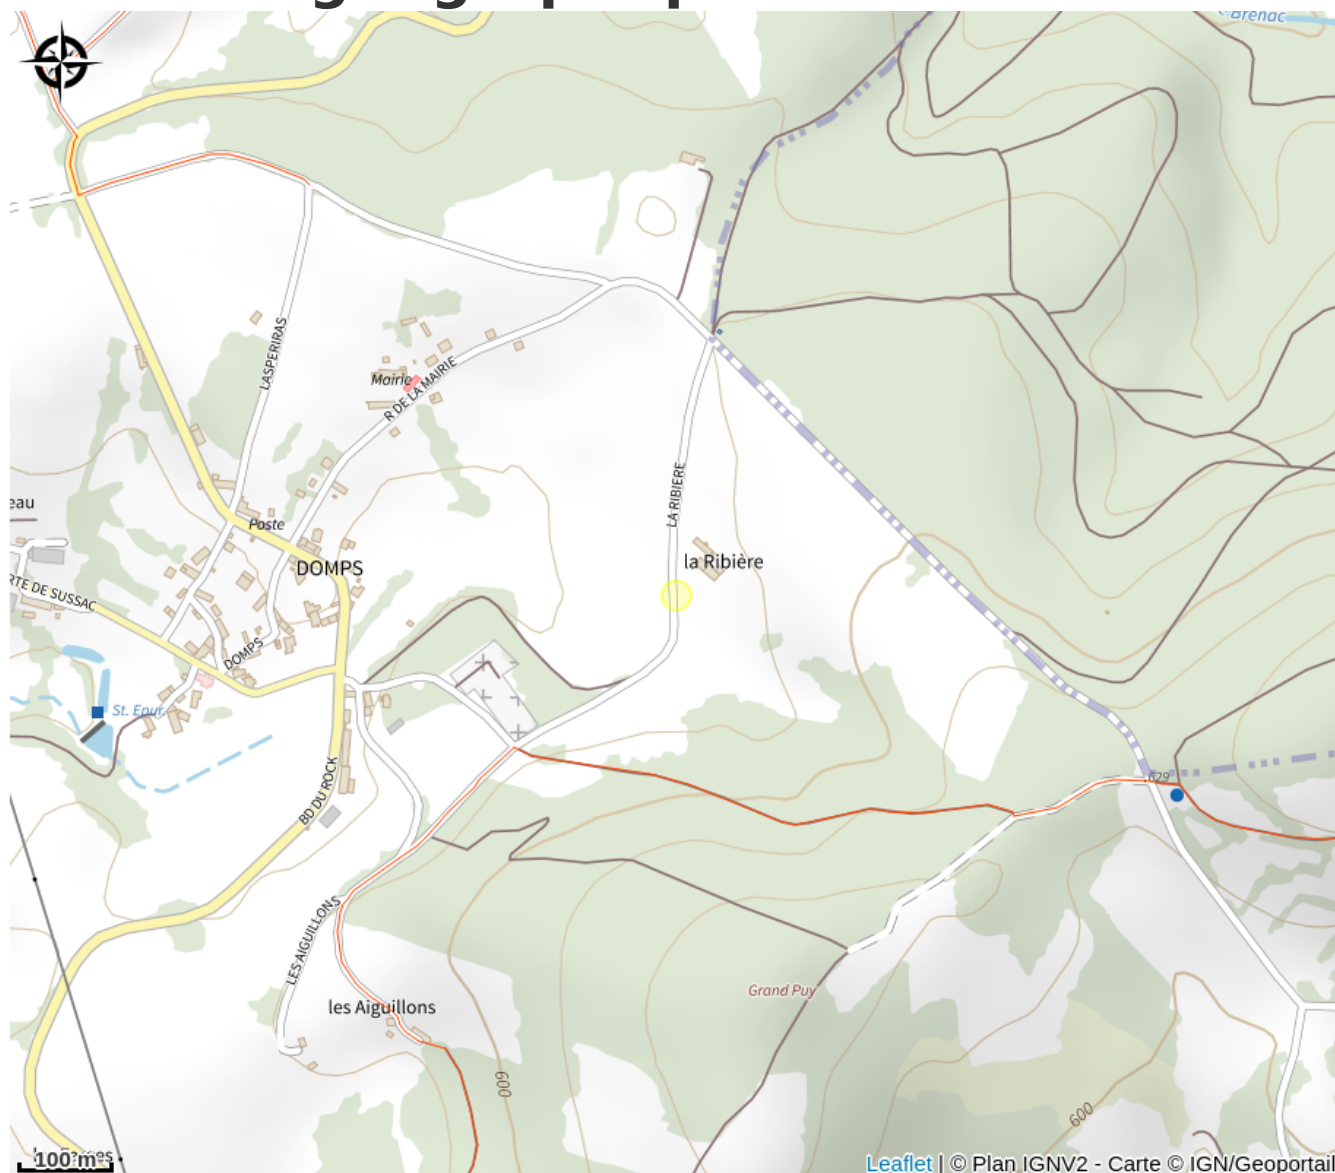 Brenac
LASPERIRAS
Mairie
R DE LA MAIRIE
LA RIBIERE
eau
Poste
la Ribière
DOMPS
RTE DE SUSSAC
DOMPS
St. Epur.
629
BD DU ROCK
LES AIGUILLONS
Grand Puy
les Aiguillons
600
600
100 m
Leaflet | © Plan IGNV2 - Carte © IGN/Geoportail